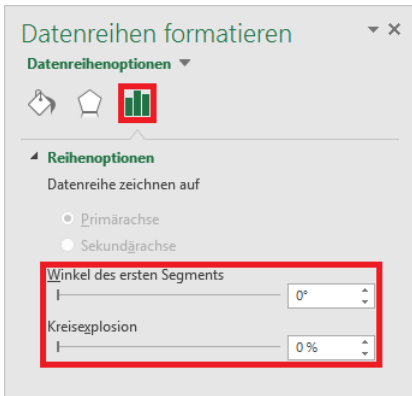 Datenreihen formatieren
Datenreihenoptionen
Reihenoptionen
Datenreihe zeichnen auf
Primärachse
Sekundärachse
Winkel des ersten Segments
0°
Kreisexplosion
0 %